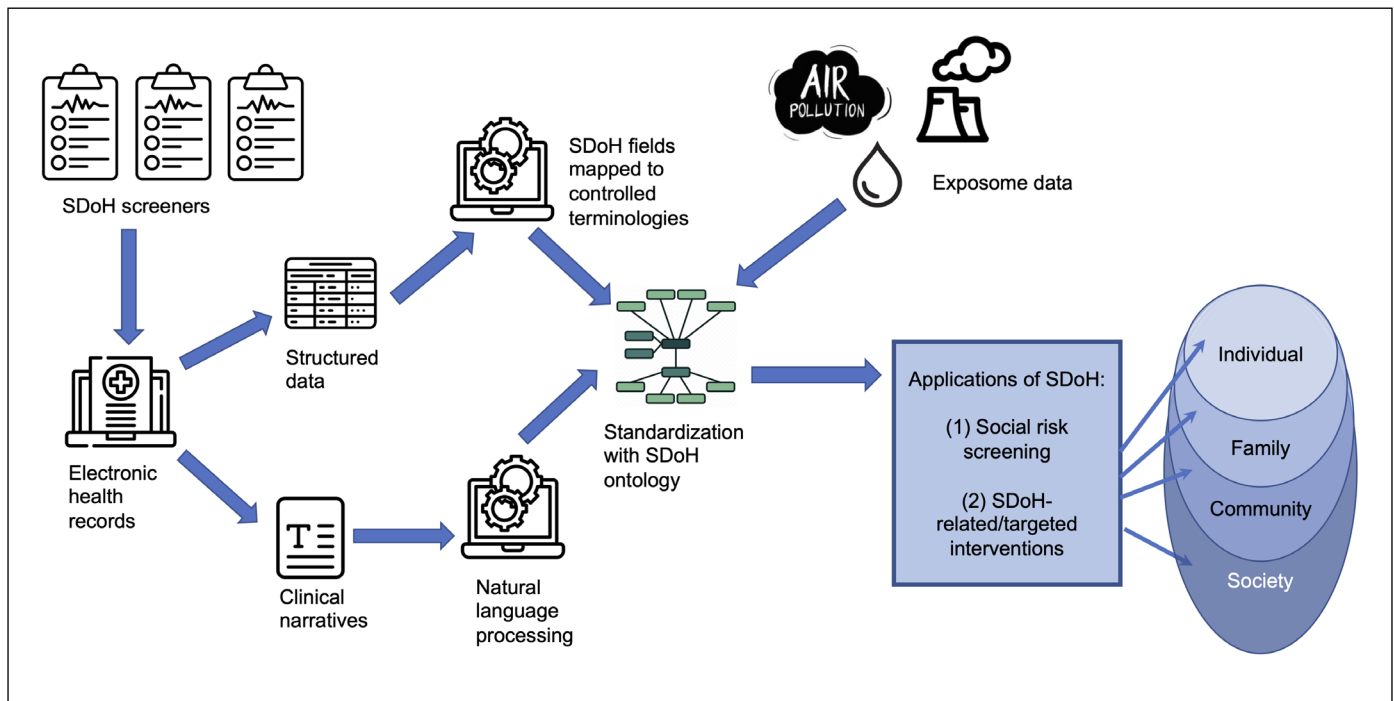 SDoH screeners
Electronic
health
records
Structured
data
Clinical
narratives
T
SDoH fields
mapped to
controlled
terminologies
Natural
language
processing
AIR
POLLUTION
Exposome data
Standardization
with SDoH
ontology
Applications of SDoH:
(1) Social risk
screening
(2) SDoH-
related/targeted
interventions
Individual
Family
Community
Society